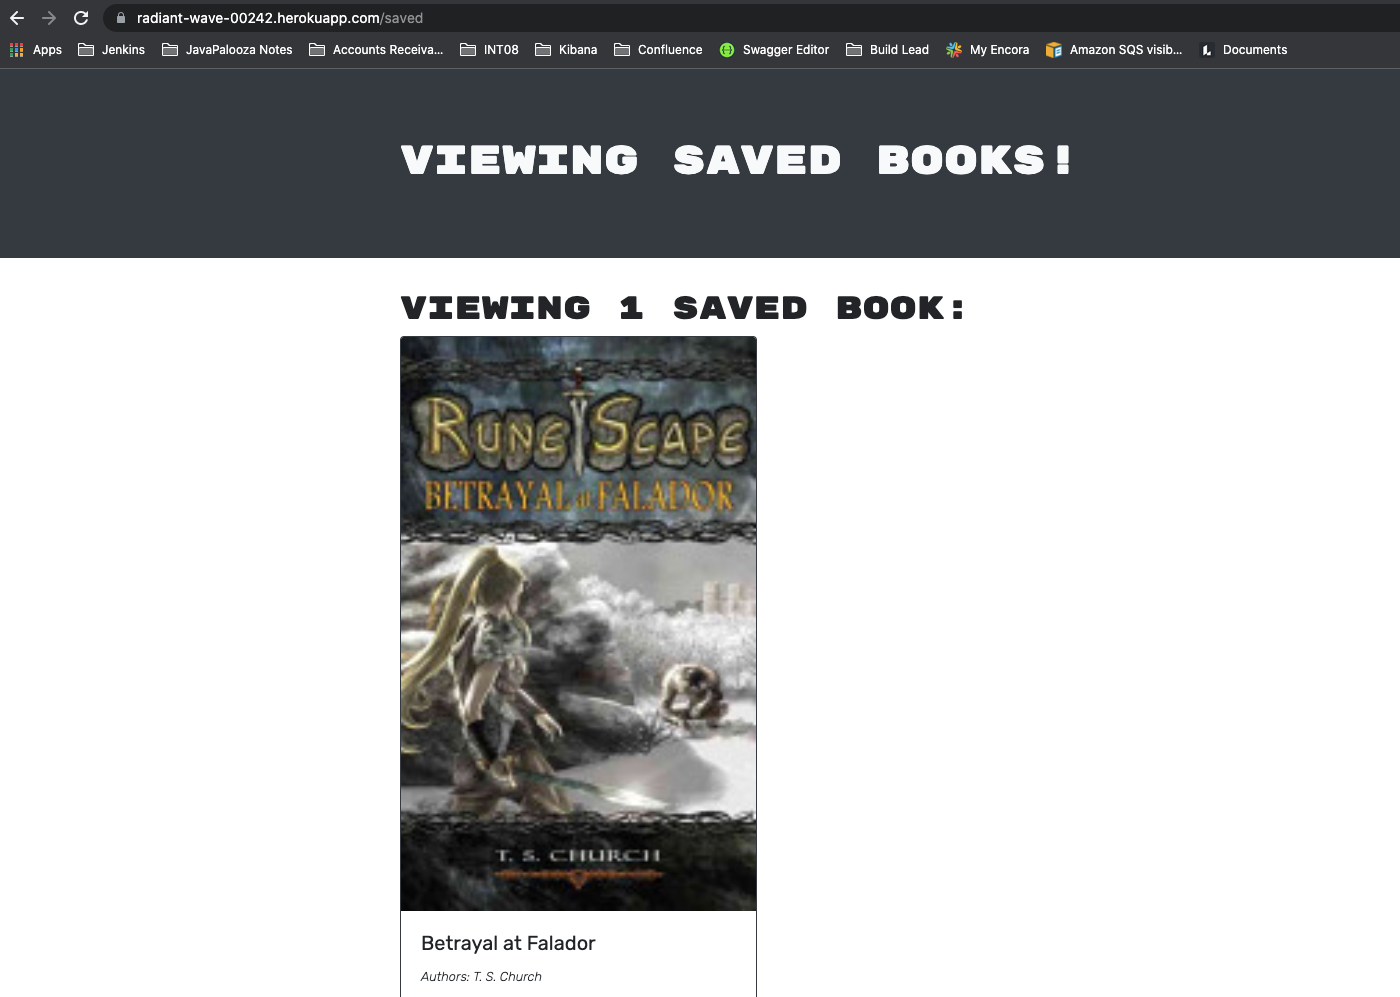 radiant-wave-00242.herokuapp.com/saved
Apps Jenkins JavaPalooza Notes Accounts Receiva... INT08 Kibana Confluence Swagger Editor Build Lead My Encora Amazon SQS visib... Documents
VIEWING SAVED BOOKS!
VIEWING 1 SAVED BOOK:
RUNESCAPE
BETRAYAL at FALADOR
T. S. CHURCH
Betrayal at Falador
Authors: T. S. Church